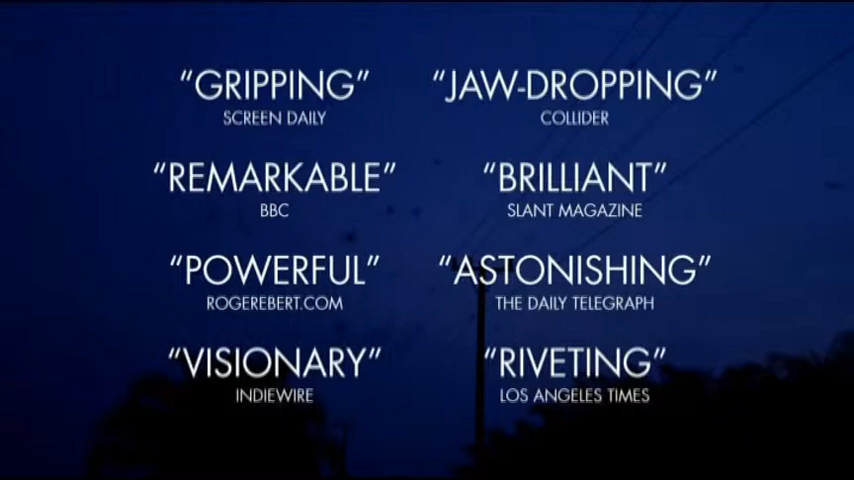 “GRIPPING”
SCREEN DAILY
“JAW-DROPPING”
COLLIDER
“REMARKABLE”
BBC
“BRILLIANT”
SLANT MAGAZINE
“POWERFUL”
ROGEREBERT.COM
“ASTONISHING”
THE DAILY TELEGRAPH
“VISIONARY”
INDIEWIRE
“RIVETING”
LOS ANGELES TIMES